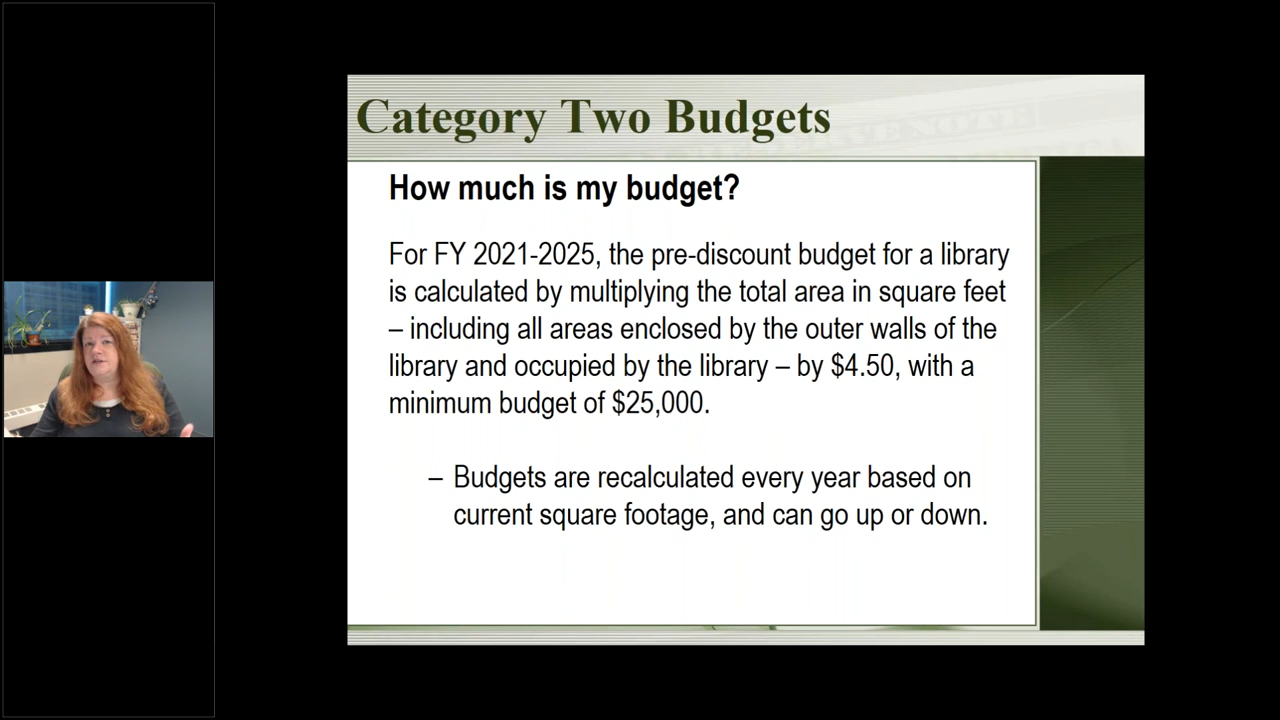 Category Two Budgets
How much is my budget?
For FY 2021-2025, the pre-discount budget for a library
is calculated by multiplying the total area in square feet
– including all areas enclosed by the outer walls of the
library and occupied by the library – by $4.50, with a
minimum budget of $25,000.
– Budgets are recalculated every year based on
current square footage, and can go up or down.